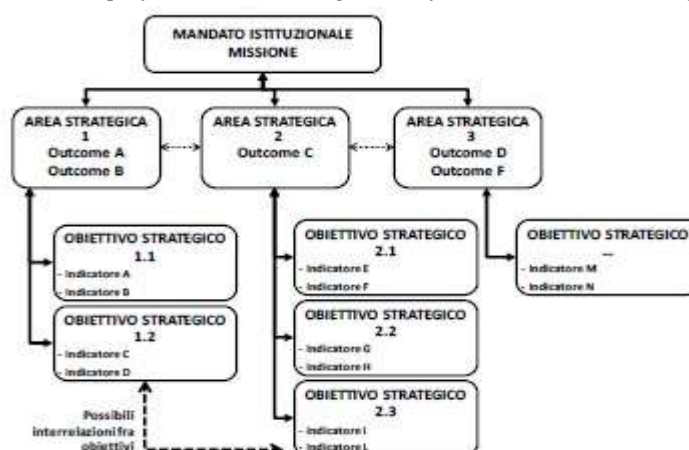 MANDATO ISTITUZIONALE
MISSIONE
AREA STRATEGICA
1
Outcome A
Outcome B
AREA STRATEGICA
2
Outcome C
AREA STRATEGICA
3
Outcome D
Outcome F
OBIETTIVO STRATEGICO
1.1
- Indicatore A
- Indicatore B
OBIETTIVO STRATEGICO
1.2
- Indicatore C
- Indicatore D
OBIETTIVO STRATEGICO
2.1
- Indicatore E
- Indicatore F
OBIETTIVO STRATEGICO
2.2
- Indicatore G
- Indicatore H
OBIETTIVO STRATEGICO
2.3
- Indicatore I
- Indicatore L
OBIETTIVO STRATEGICO
...
- Indicatore M
- Indicatore N
Possibili
interrelazioni fra
obiettivi